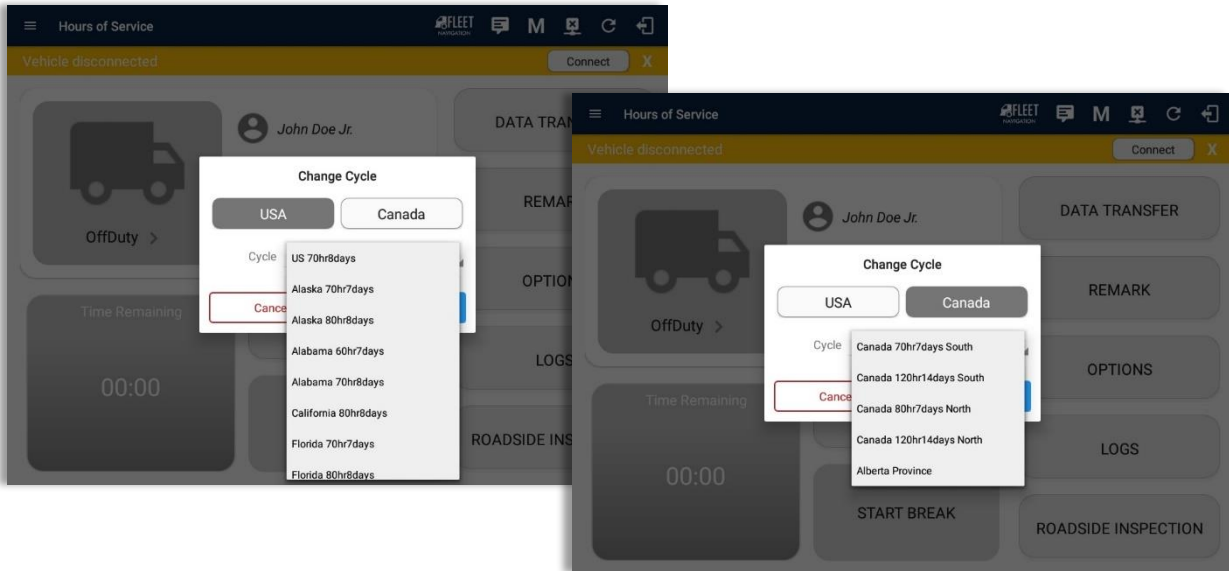 Hours of Service
FLEET
NAVIGATION
M
Vehicle disconnected
Connect
X
John Doe Jr.
OffDuty >
DATA TRAN
REMAR
OPTION
LOGS
ROADSIDE INS
Time Remaining
00:00
Change Cycle
USA
Canada
Cycle
Cance
US 70hr8days
Alaska 70hr7days
Alaska 80hr8days
Alabama 60hr7days
Alabama 70hr8days
California 80hr8days
Florida 70hr7days
Florida 80hr8days
Hours of Service
FLEET
NAVIGATION
M
Vehicle disconnected
Connect
X
John Doe Jr.
OffDuty >
DATA TRANSFER
REMARK
OPTIONS
LOGS
ROADSIDE INSPECTION
Time Remaining
00:00
START BREAK
Change Cycle
USA
Canada
Cycle
Cance
Canada 70hr7days South
Canada 120hr14days South
Canada 80hr7days North
Canada 120hr14days North
Alberta Province